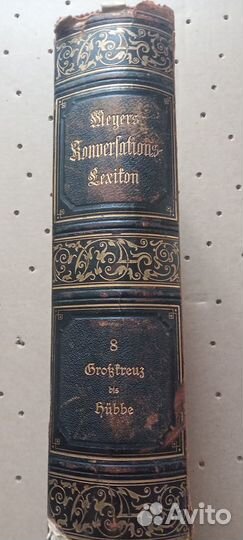 Meyers
Konversations-
Lexikon
8
Großkreuz
bis
Hübbe
Avito